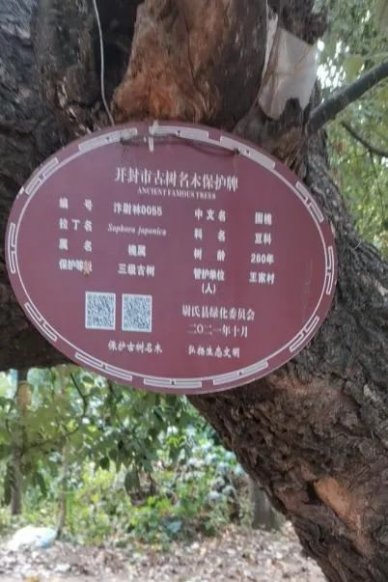 开封市古树名木保护牌
ANCIENT FAMOUS TREES
编 号 汴尉林0055 中文名 国槐
拉丁名 Sophora japonica 科 名 豆科
属 名 槐属 树 龄 260年
保护等级 三级古树 管护单位(人) 王家村
尉氏县绿化委员会
二〇二一年十月
保护古树名木 弘扬生态文明